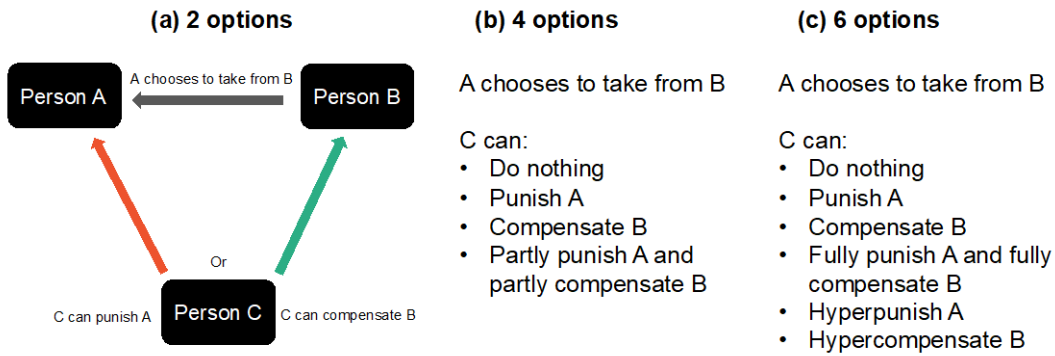 (a) 2 options
A chooses to take from B
Person A
Person B
Or
C can punish A
Person C
C can compensate B
(b) 4 options
A chooses to take from B
C can:
• Do nothing
• Punish A
• Compensate B
• Partly punish A and
partly compensate B
(c) 6 options
A chooses to take from B
C can:
• Do nothing
• Punish A
• Compensate B
• Fully punish A and fully
compensate B
• Hyperpunish A
• Hypercompensate B